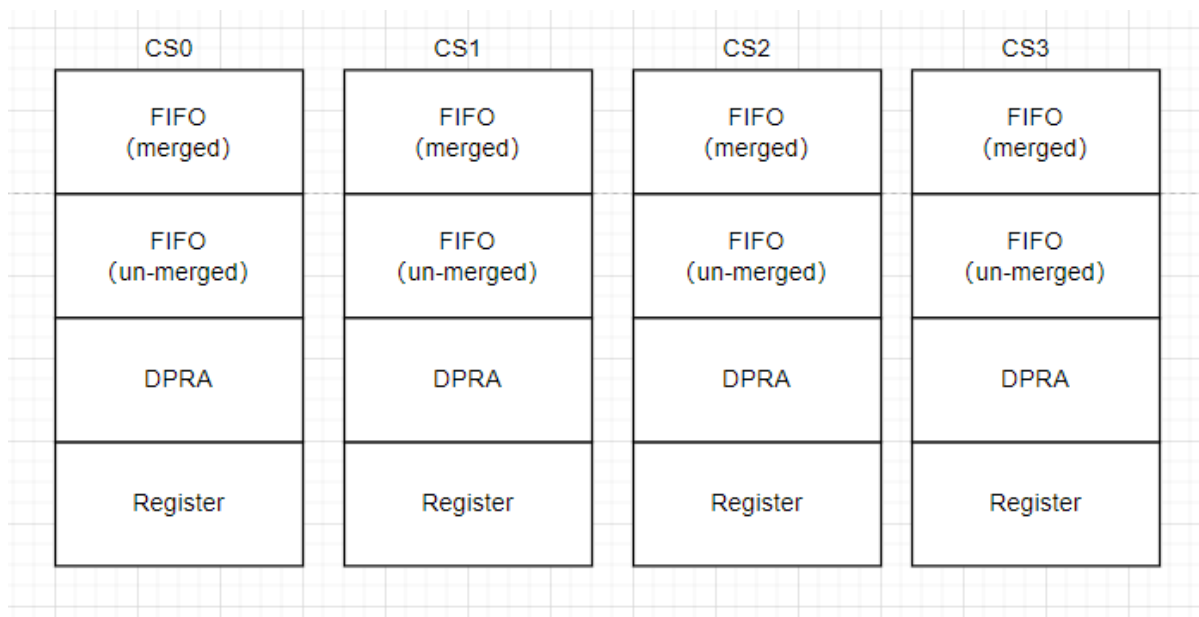 CS0
CS1
CS2
CS3
FIFO
(merged)
FIFO
(merged)
FIFO
(merged)
FIFO
(merged)
FIFO
(un-merged)
FIFO
(un-merged)
FIFO
(un-merged)
FIFO
(un-merged)
DPRA
DPRA
DPRA
DPRA
Register
Register
Register
Register